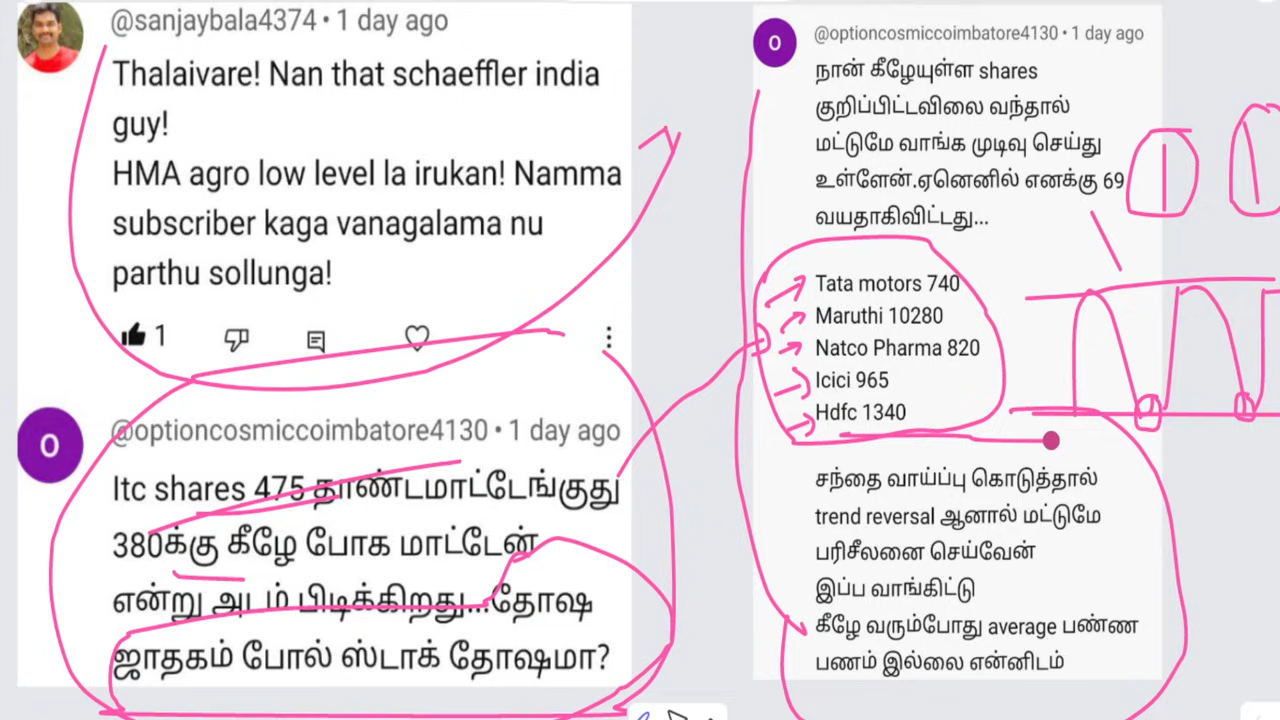 @sanjaybala4374 • 1 day ago
Thalaivare! Nan that schaeffler india
guy!
HMA agro low level la irukan! Namma
subscriber kaga vanagalama nu
parthu sollunga!
1
O
@optioncosmiccoimbatore4130 • 1 day ago
Itc shares 475 தாண்டமாட்டேங்குது
380க்கு கீழே போக மாட்டேன்
என்று அடம் பிடிக்கிறது...தோஷ
ஜாதகம் போல் ஸ்டாக் தோஷமா?
O
@optioncosmiccoimbatore4130 • 1 day ago
நான் கீழேயுள்ள shares
குறிப்பிட்டவிலை வந்தால்
மட்டுமே வாங்க முடிவு செய்து
உள்ளேன்.ஏனெனில் எனக்கு 69
வயதாகிவிட்டது...
Tata motors 740
Maruthi 10280
Natco Pharma 820
Icici 965
Hdfc 1340
சந்தை வாய்ப்பு கொடுத்தால்
trend reversal ஆனால் மட்டுமே
பரிசீலனை செய்வேன்
இப்ப வாங்கிட்டு
கீழே வரும்போது average பண்ண
பணம் இல்லை என்னிடம்